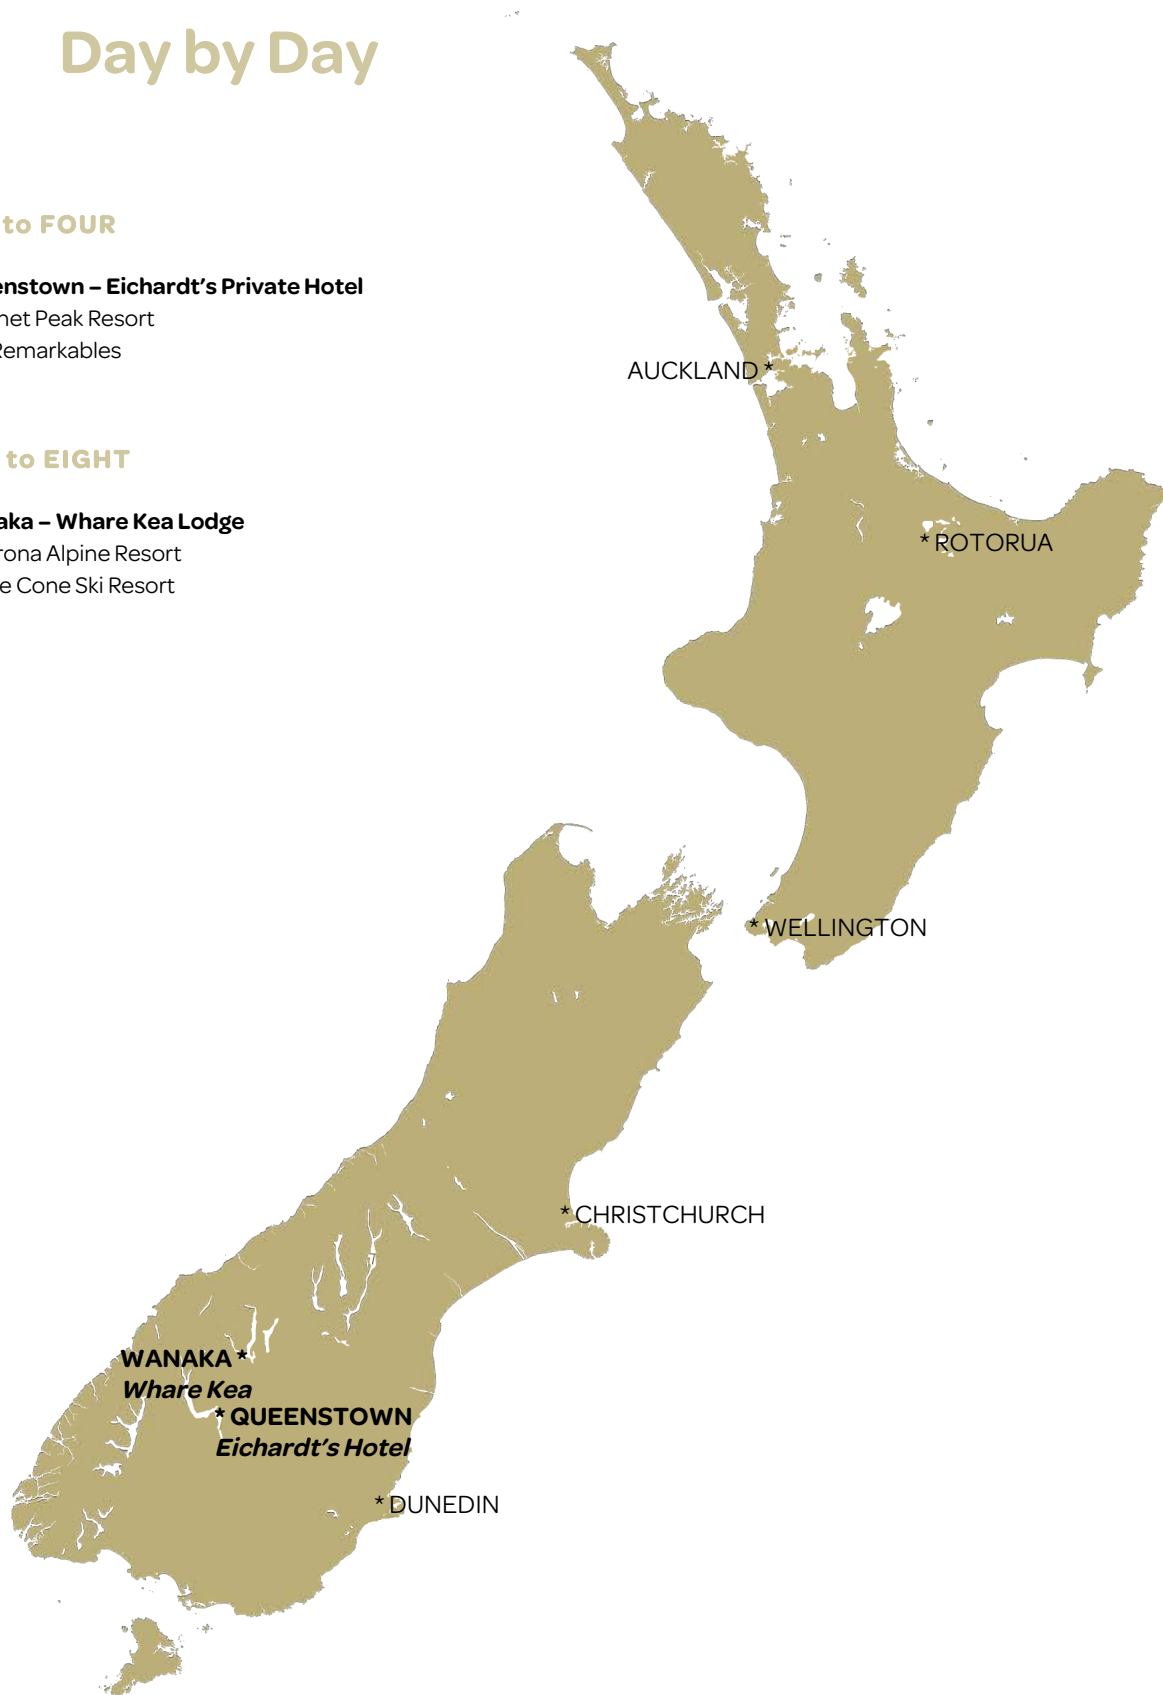 Day by Day
to FOUR
enstown – Eichardt's Private Hotel
net Peak Resort
Remarkables
to EIGHT
aka – Whare Kea Lodge
rona Alpine Resort
e Cone Ski Resort
AUCKLAND *
* ROTORUA
* WELLINGTON
* CHRISTCHURCH
WANAKA *
Whare Kea
* QUEENSTOWN
Eichardt's Hotel
* DUNEDIN